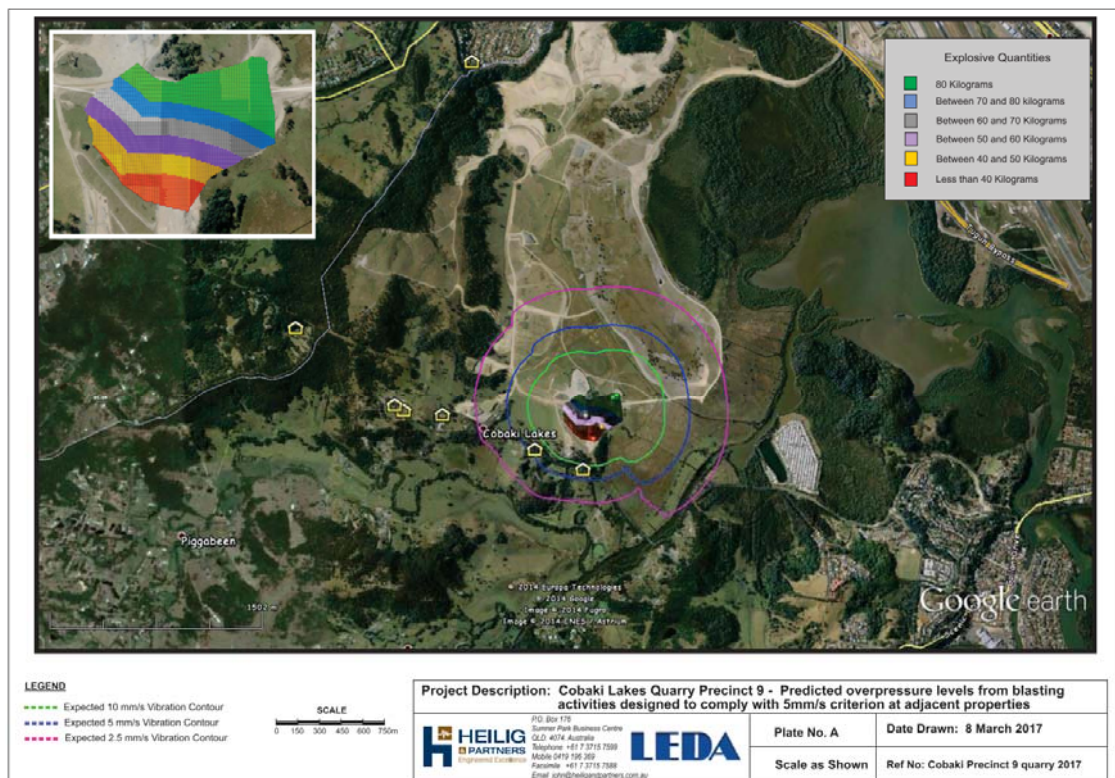 Explosive Quantities
80 Kilograms
Between 70 and 80 kilograms
Between 60 and 70 Kilograms
Between 50 and 60 Kilograms
Between 40 and 50 Kilograms
Less than 40 Kilograms
Tugun Bypass
Cobaki Lakes
Piggabeen
1502 m
© 2014 Europa Technologies
© 2014 Google
Image © 2014 Fugro
Image © 2014 CNES / Astrium
Google earth
LEGEND
Expected 10 mm/s Vibration Contour
Expected 5 mm/s Vibration Contour
Expected 2.5 mm/s Vibration Contour
SCALE
0 150 300 450 600 750m
Project Description: Cobaki Lakes Quarry Precinct 9 - Predicted overpressure levels from blasting
activities designed to comply with 5mm/s criterion at adjacent properties
HEILIG
& PARTNERS
Engineered Excellence
P.O. Box 176
Sumner Park Business Centre
QLD. 4074, Australia
Telephone +61 7 3715 7599
Mobile 0419 196 369
Facsimile +61 7 3715 7588
Email john@heiligandpartners.com.au
LEDA
Plate No. A
Date Drawn: 8 March 2017
Scale as Shown
Ref No: Cobaki Precinct 9 quarry 2017